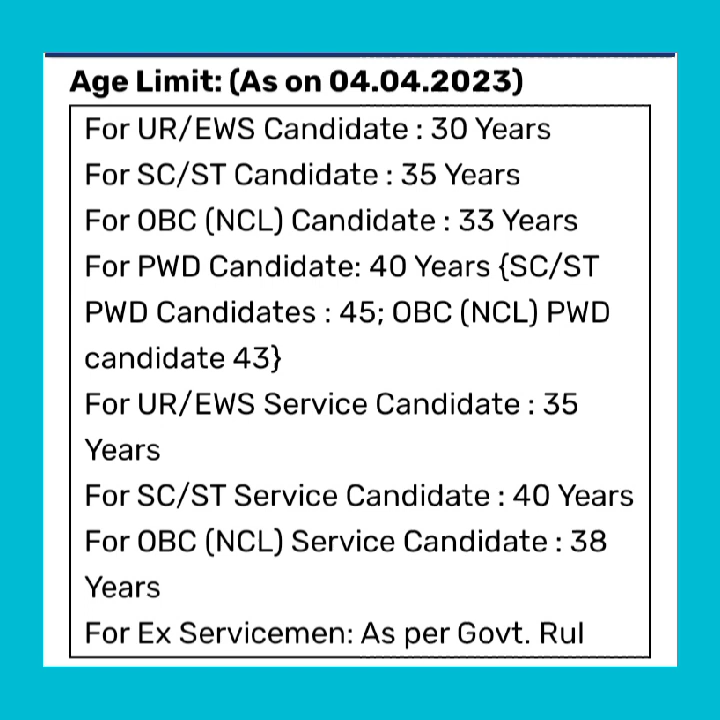 Age Limit: (As on 04.04.2023)
For UR/EWS Candidate : 30 Years
For SC/ST Candidate : 35 Years
For OBC (NCL) Candidate : 33 Years
For PWD Candidate: 40 Years {SC/ST
PWD Candidates : 45; OBC (NCL) PWD
candidate 43}
For UR/EWS Service Candidate : 35
Years
For SC/ST Service Candidate : 40 Years
For OBC (NCL) Service Candidate : 38
Years
For Ex Servicemen: As per Govt. Rul